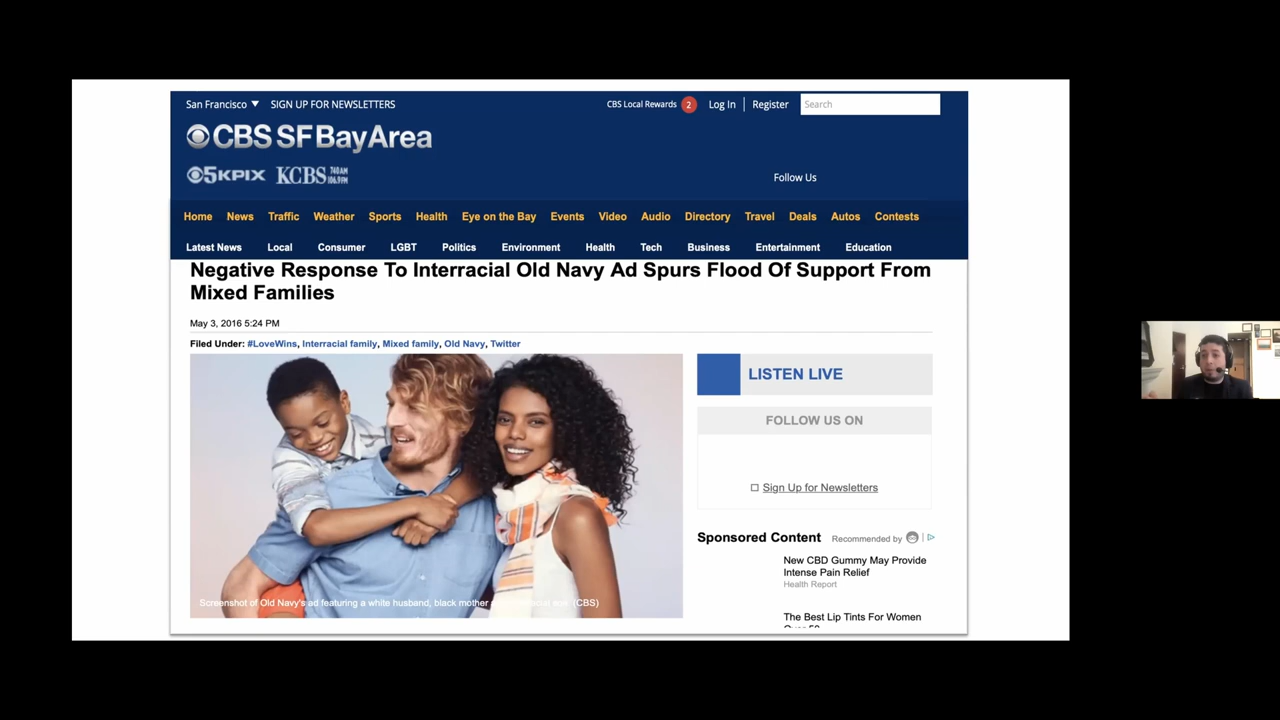 San Francisco SIGN UP FOR NEWSLETTERS CBS Local Rewards 2 Log In Register Search
CBS SF BayArea
5KPIX KCBS 740AM 106.9FM
Follow Us
Home News Traffic Weather Sports Health Eye on the Bay Events Video Audio Directory Travel Deals Autos Contests
Latest News Local Consumer LGBT Politics Environment Health Tech Business Entertainment Education
Negative Response To Interracial Old Navy Ad Spurs Flood Of Support From
Mixed Families
May 3, 2016 5:24 PM
Filed Under: #LoveWins, Interracial family, Mixed family, Old Navy, Twitter
LISTEN LIVE
FOLLOW US ON
Sign Up for Newsletters
Sponsored Content Recommended by
New CBD Gummy May Provide
Intense Pain Relief
Health Report
The Best Lip Tints For Women
Screenshot of Old Navy's ad featuring a white husband, black mother (CBS)